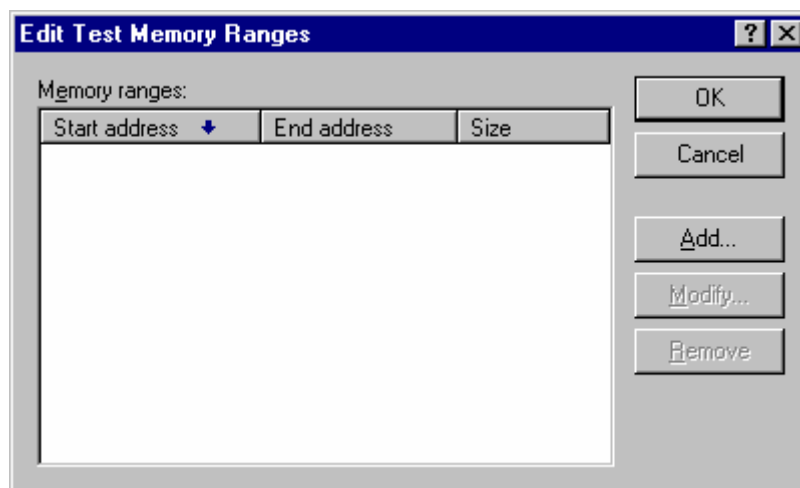 Edit Test Memory Ranges
Memory ranges:
Start address End address Size
OK
Cancel
Add...
Modify...
Remove